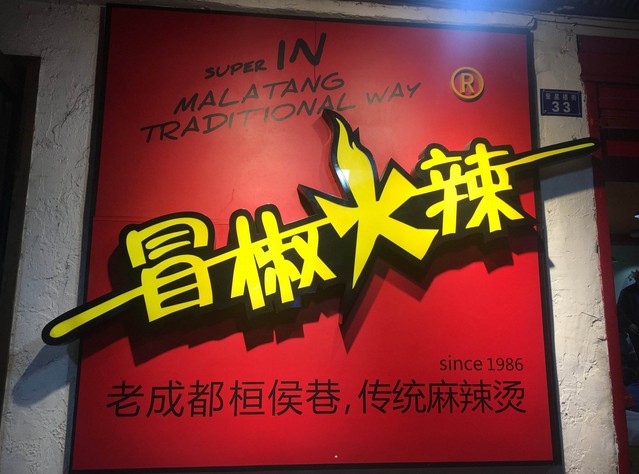 SUPER IN
MALATANG
TRADITIONAL WAY
®
33
冒椒火辣
since 1986
老成都桓侯巷,传统麻辣烫